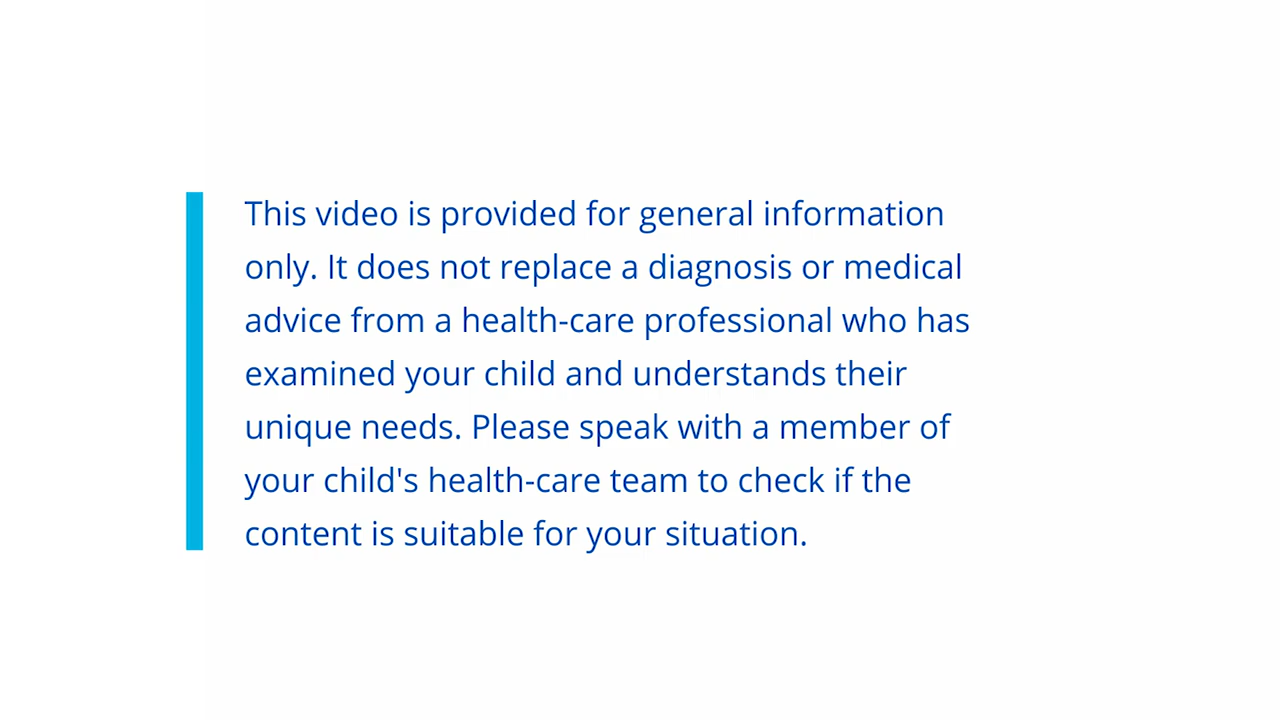 This video is provided for general information
only. It does not replace a diagnosis or medical
advice from a health-care professional who has
examined your child and understands their
unique needs. Please speak with a member of
your child's health-care team to check if the
content is suitable for your situation.